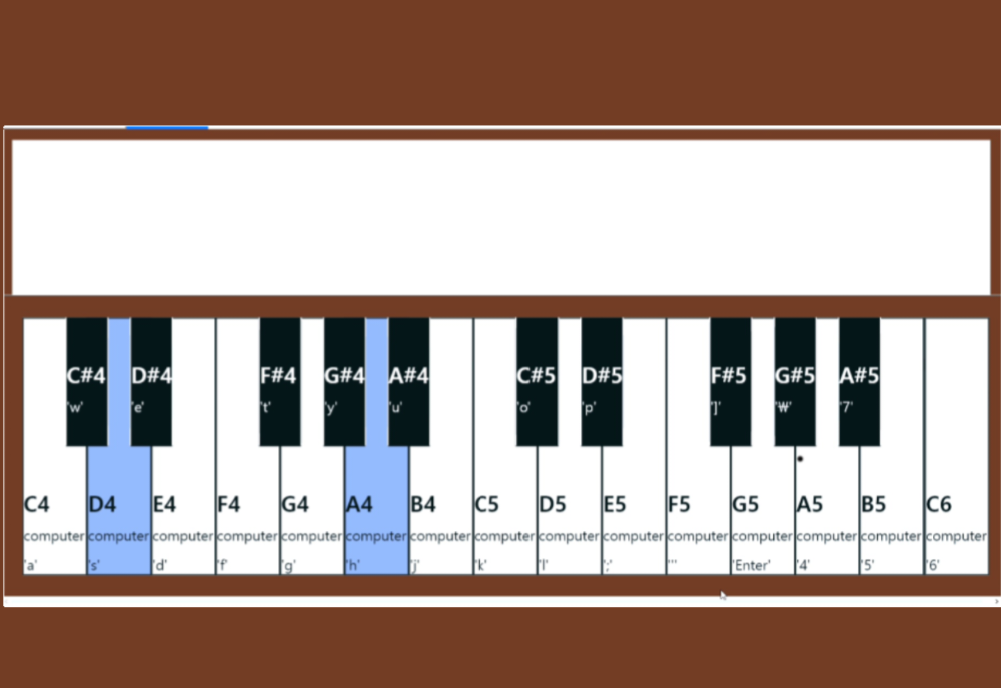 C#4 D#4 F#4 G#4 A#4 C#5 D#5 F#5 G#5 A#5
'w' 'e' 't' 'y' 'u' 'o' 'p' ']' '₩' '7'
C4 D4 E4 F4 G4 A4 B4 C5 D5 E5 F5 G5 A5 B5 C6
computer computer computer computer computer computer computer computer computer computer computer computer computer computer computer
'a' 's' 'd' 'f' 'g' 'h' 'j' 'k' 'l' ';' ''' 'Enter' '4' '5' '6'